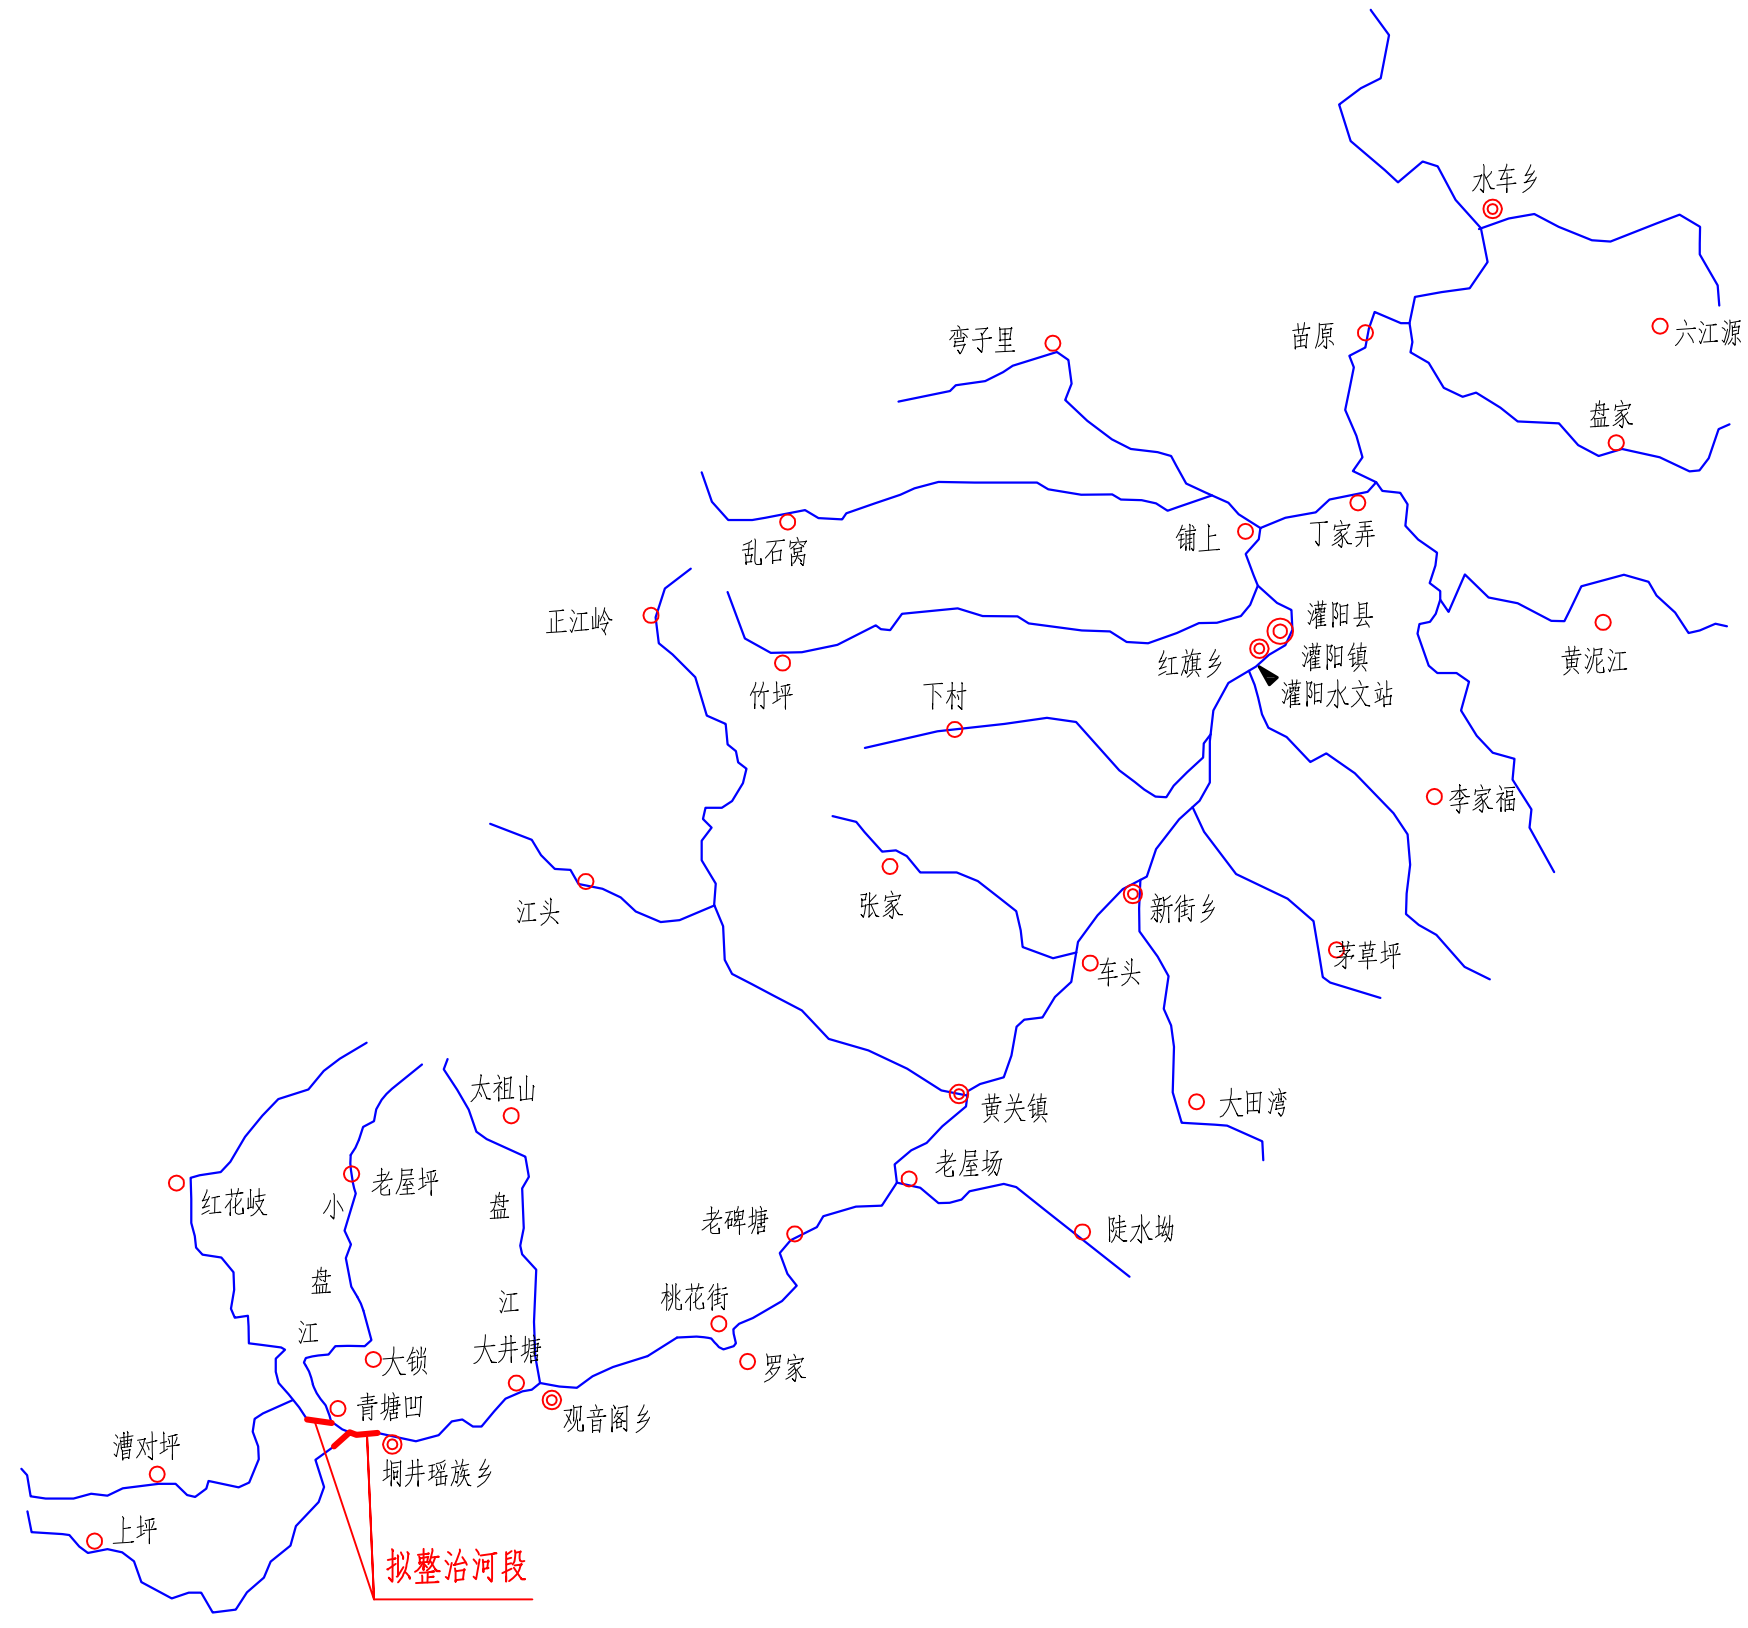 水车乡
六江源
苗原
弯子里
盘家
铺上
丁家弄
乱石窝
正江岭
灌阳县
灌阳镇
红旗乡
黄泥江
灌阳水文站
竹坪
下村
李家福
张家
江头
新街乡
茅草坪
车头
太祖山
大田湾
黄关镇
老屋场
老屋坪
红花岐
小
盘
江
盘
江
老碑塘
陡水坳
桃花街
大井塘
大锁
罗家
青塘凹
观音阁乡
漕对坪
垌井瑶族乡
上坪
拟整治河段